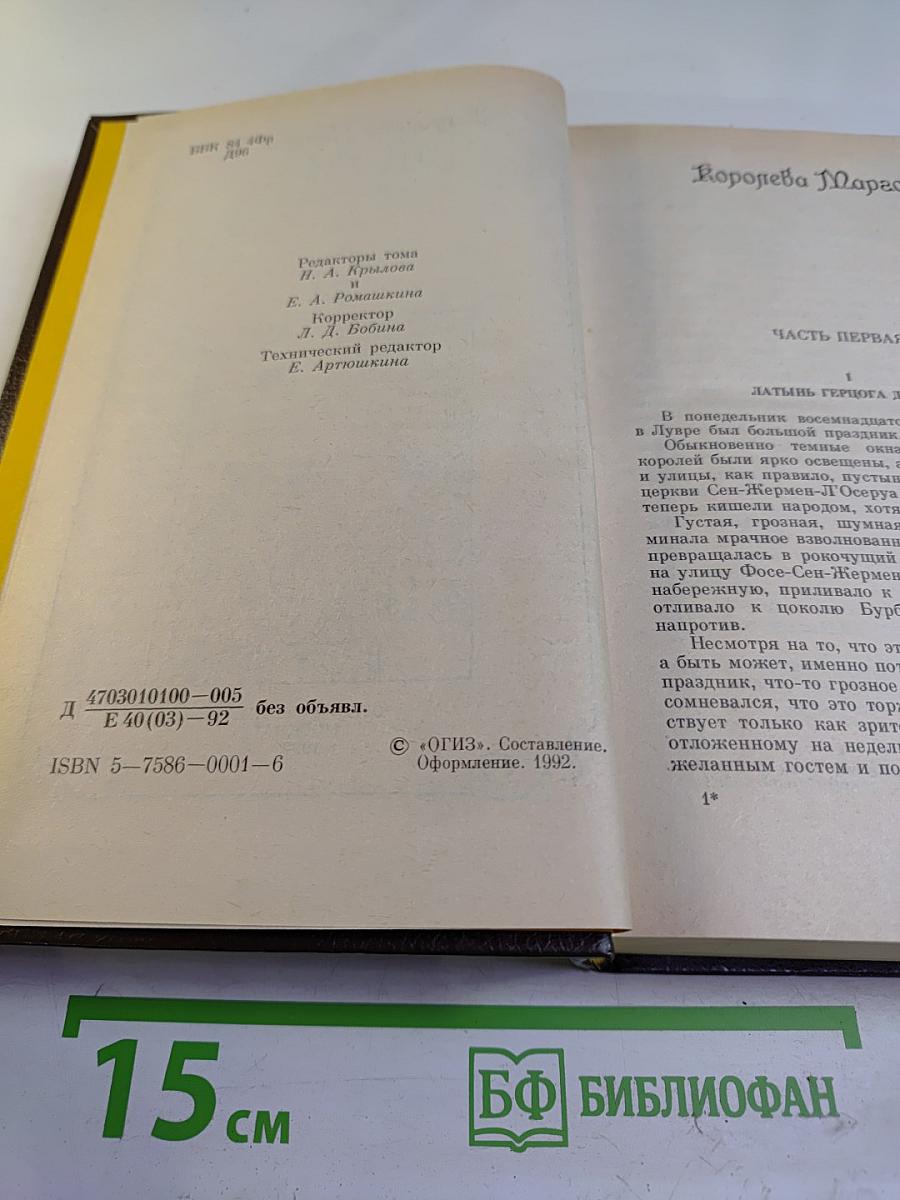 ББК 84 4Фр
Д96
Редакторы тома
Н. А. Крылова
и
Е. А. Ромашкина
Корректор
Л. Д. Бобина
Технический редактор
Е. Артюшкина
Д 4703010100—005
Е 40(03)—92 без объявл.
ISBN 5—7586—0001—6
© «ОГИЗ». Составление.
Оформление. 1992.
Королева Марго
ЧАСТЬ ПЕРВАЯ
1
ЛАТЫНЬ ГЕРЦОГА Д
В понедельник восемнадцато
в Лувре был большой праздник.
Обыкновенно темные окна
королей были ярко освещены, а
и улицы, как правило, пустын
церкви Сен-Жермен-Л'Осеруа
теперь кишели народом, хотя
Густая, грозная, шумная
минала мрачное взволнованн
превращалась в рокочущий
на улицу Фосе-Сен-Жермен
набережную, приливало к
отливало к цоколю Бурб
напротив.
Несмотря на то, что эт
а быть может, именно пот
праздник, что-то грозное
сомневался, что это торж
ствует только как зрит
отложенному на недел
желанным гостем и по
1*
15 см
БФ БИБЛИОФАН